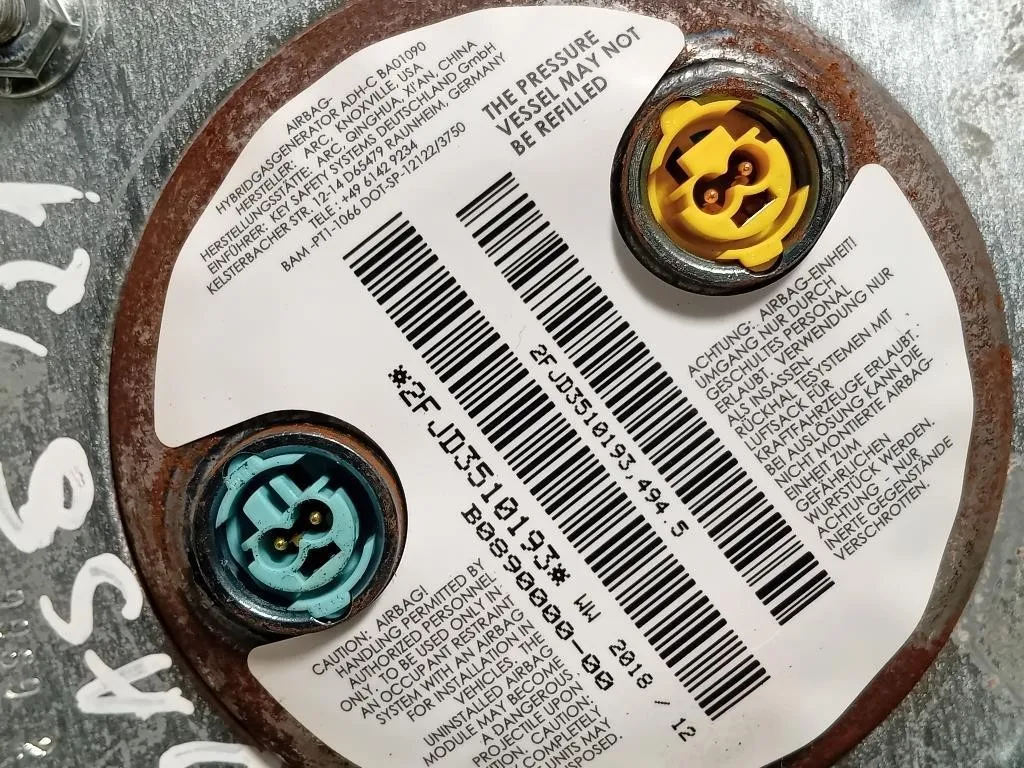 AIRBAG-
HYBRIDGASGENERATOR ADH-C BA01090
HERSTELLER: ARC, KNOXVILLE, USA
HERSTELLUNGSSTÄTTE: ARC, QINGHUA, XI'AN, CHINA
EINFÜHRER: KEY SAFETY SYSTEMS DEUTSCHLAND GmbH
KELSTERBACHER STR. 12-14 D65479 RAUNHEIM, GERMANY
TELE: +49 6142 9234
BAM-PT1-1066 DOT-SP-12122/3750
THE PRESSURE
VESSEL MAY NOT
BE REFILLED
2FJD3510193,494.5
*2FJD3510193* WW 2018 / 12
B0890000-00
ACHTUNG- AIRBAG-EINHEIT!
UMGANG NUR DURCH
GESCHULTES PERSONAL
ERLAUBT. VERWENDUNG NUR
ALS INSASSEN-
RÜCKHALTESYSTEMEN MIT
LUFTSACK FÜR
KRAFTFAHRZEUGE ERLAUBT.
BEI AUSLÖSUNG KANN DIE
NICHT MONTIERTE AIRBAG-
EINHEIT ZUM
GEFÄHRLICHEN
WURFSTÜCK WERDEN.
ACHTUNG - NUR
INERTE GEGENSTÄNDE
VERSCHROTTEN.
CAUTION: AIRBAG!
HANDLING PERMITTED BY
AUTHORIZED PERSONNEL
ONLY, TO BE USED ONLY IN
AN OCCUPANT RESTRAINT
SYSTEM WITH AN AIRBAG
FOR INSTALLATION IN
VEHICLES. THE
UNINSTALLED AIRBAG
MODULE MAY BECOME
A DANGEROUS
PROJECTILE UPON
CAUTION:
COMPLETELY
UNITS MAY